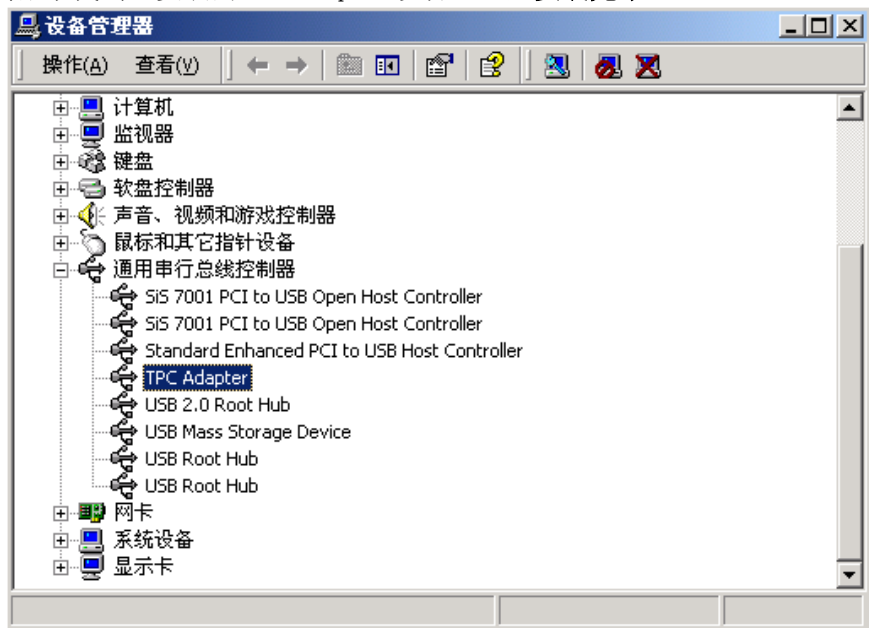 设备管理器
操作(A) 查看(V)
计算机
监视器
键盘
软盘控制器
声音、视频和游戏控制器
鼠标和其它指针设备
通用串行总线控制器
SiS 7001 PCI to USB Open Host Controller
SiS 7001 PCI to USB Open Host Controller
Standard Enhanced PCI to USB Host Controller
TPC Adapter
USB 2.0 Root Hub
USB Mass Storage Device
USB Root Hub
USB Root Hub
网卡
系统设备
显示卡